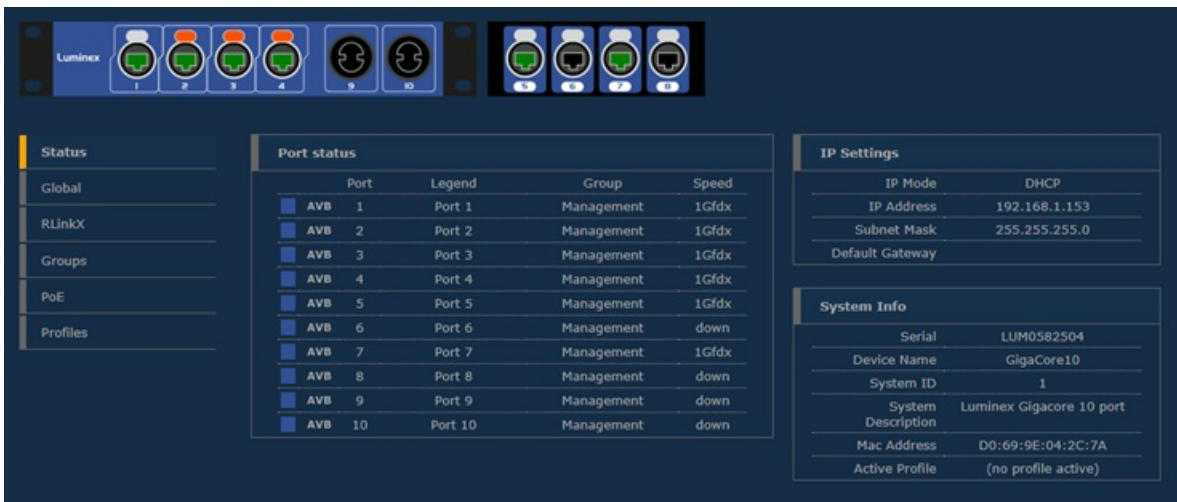 Luminex
1 2 3 4 9 10 5 6 7 8
Status
Global
RLinkX
Groups
PoE
Profiles
Port status
Port Legend Group Speed
AVB 1 Port 1 Management 1Gfdx
AVB 2 Port 2 Management 1Gfdx
AVB 3 Port 3 Management 1Gfdx
AVB 4 Port 4 Management 1Gfdx
AVB 5 Port 5 Management 1Gfdx
AVB 6 Port 6 Management down
AVB 7 Port 7 Management 1Gfdx
AVB 8 Port 8 Management down
AVB 9 Port 9 Management down
AVB 10 Port 10 Management down
IP Settings
IP Mode DHCP
IP Address 192.168.1.153
Subnet Mask 255.255.255.0
Default Gateway
System Info
Serial LUM0582504
Device Name GigaCore10
System ID 1
System Description Luminex Gigacore 10 port
Mac Address D0:69:9E:04:2C:7A
Active Profile (no profile active)